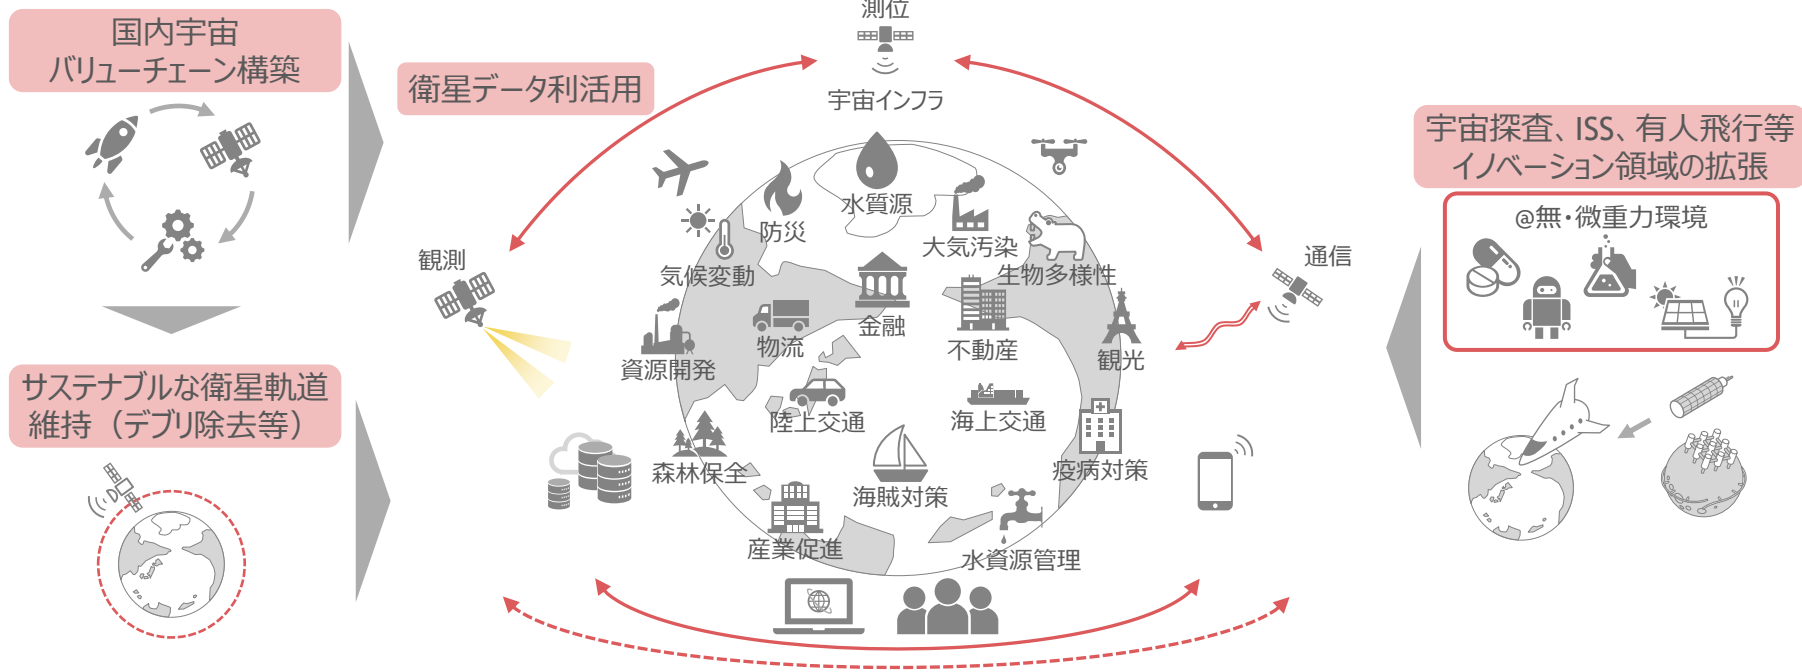 国内宇宙
バリューチェーン構築
サステナブルな衛星軌道
維持（デブリ除去等）
衛星データ利活用
測位
宇宙インフラ
観測
通信
水質源
防災
大気汚染
気候変動
生物多様性
金融
物流
不動産
観光
資源開発
陸上交通
海上交通
森林保全
海賊対策
疫病対策
産業促進
水資源管理
宇宙探査、ISS、有人飛行等
イノベーション領域の拡張
@無・微重力環境